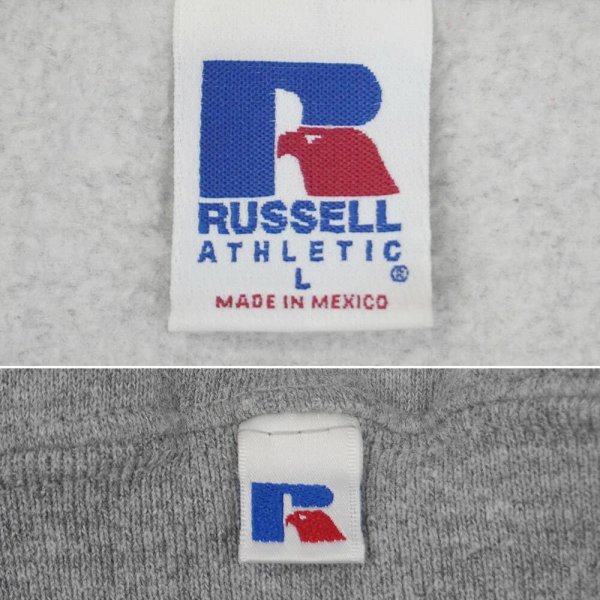 R
RUSSELL
ATHLETIC
L ®
MADE IN MEXICO
R